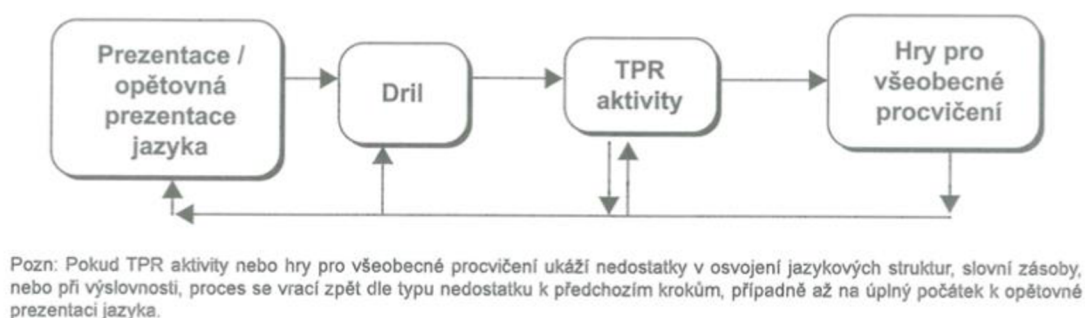 Prezentace /
opětovná
prezentace
jazyka
Dril
TPR
aktivity
Hry pro
všeobecné
procvičení
Pozn: Pokud TPR aktivity nebo hry pro všeobecné procvičení ukáží nedostatky v osvojení jazykových struktur, slovní zásoby,
nebo při výslovnosti, proces se vrací zpět dle typu nedostatku k předchozím krokům, případně až na úplný počátek k opětovné
prezentaci jazyka.